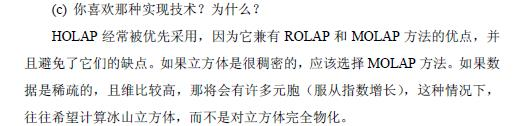 (c) 你喜欢那种实现技术？为什么？
HOLAP 经常被优先采用，因为它兼有 ROLAP 和 MOLAP 方法的优点，并
且避免了它们的缺点。如果立方体是很稠密的，应该选择 MOLAP 方法。如果数
据是稀疏的，且维比较高，那将会有许多元胞（服从指数增长），这种情况下，
往往希望计算冰山立方体，而不是对立方体完全物化。